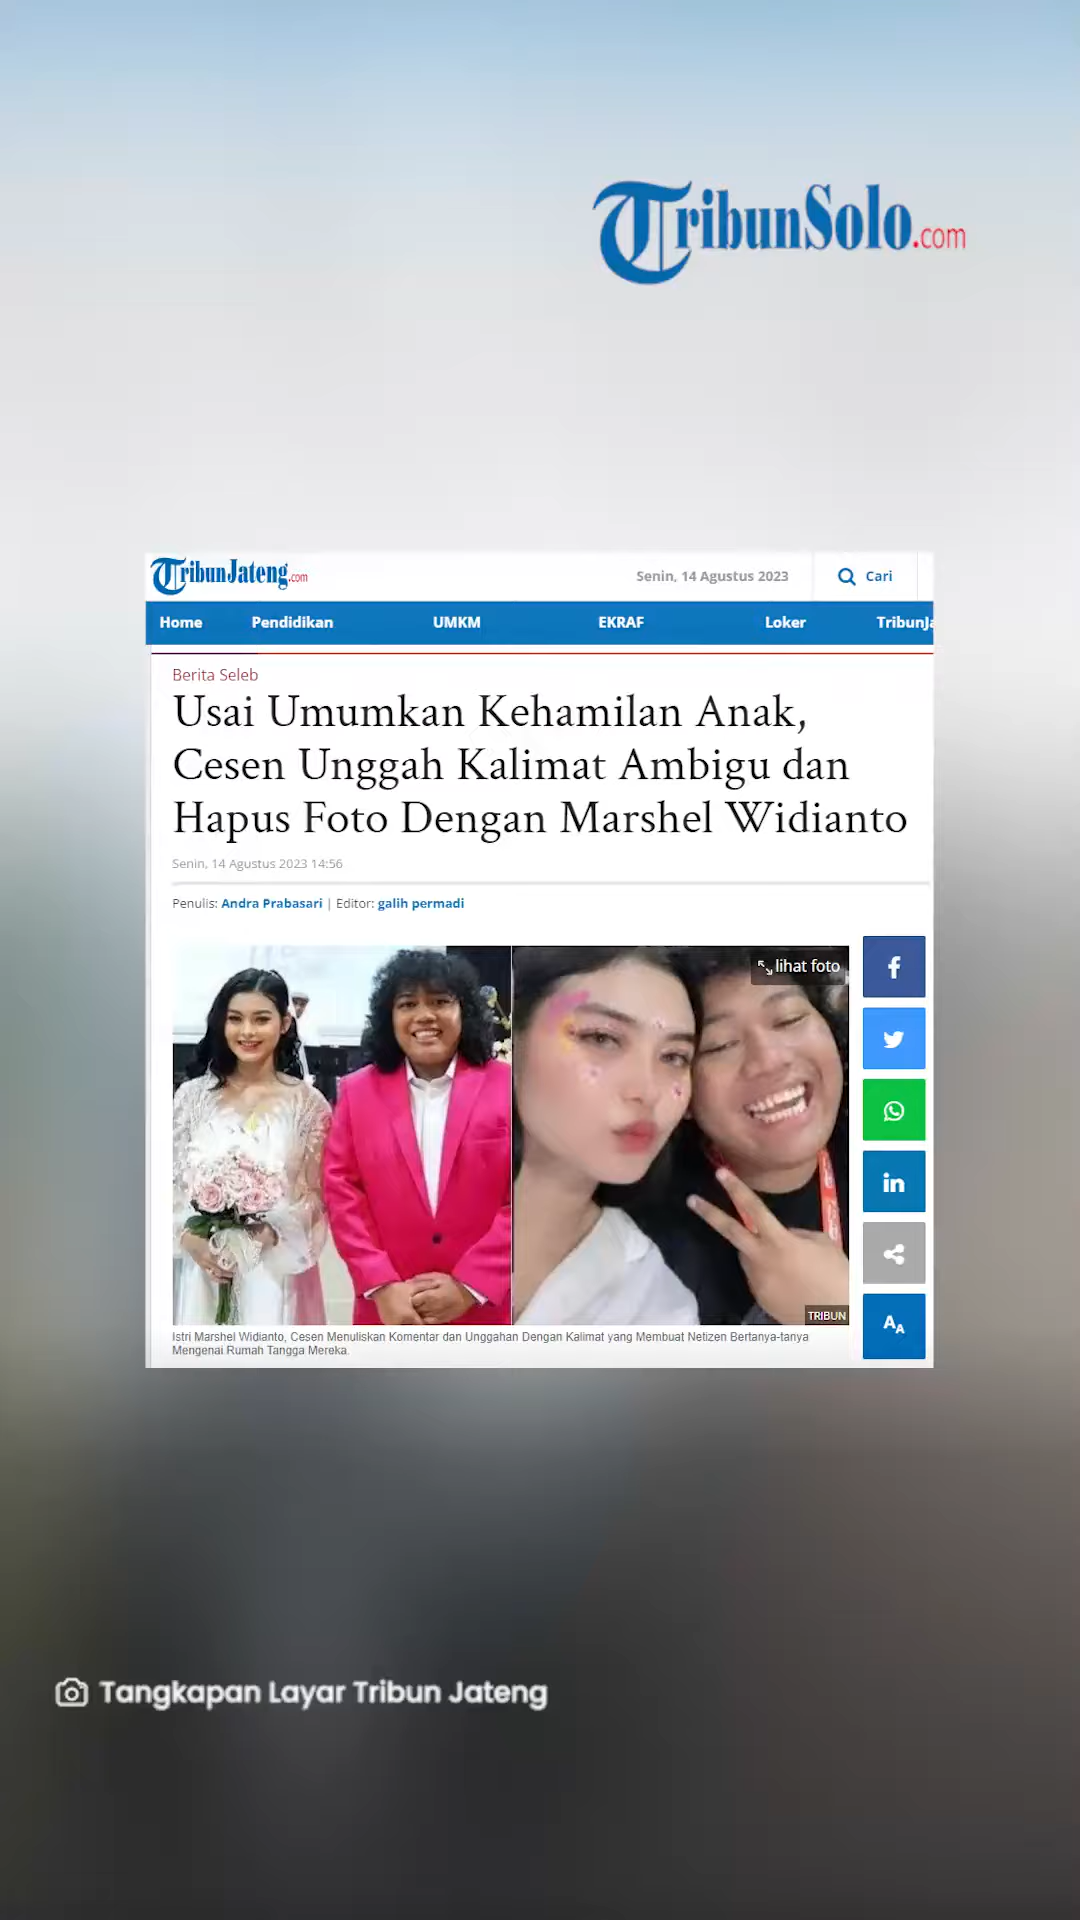 TribunSolo.com
TribunJateng.com
Senin, 14 Agustus 2023
Cari
Home Pendidikan UMKM EKRAF Loker TribunJa
Berita Seleb
Usai Umumkan Kehamilan Anak,
Cesen Unggah Kalimat Ambigu dan
Hapus Foto Dengan Marshel Widianto
Senin, 14 Agustus 2023 14:56
Penulis: Andra Prabasari | Editor: galih permadi
lihat foto
TRIBUN
Istri Marshel Widianto, Cesen Menuliskan Komentar dan Unggahan Dengan Kalimat yang Membuat Netizen Bertanya-tanya
Mengenai Rumah Tangga Mereka.
AA
Tangkapan Layar Tribun Jateng